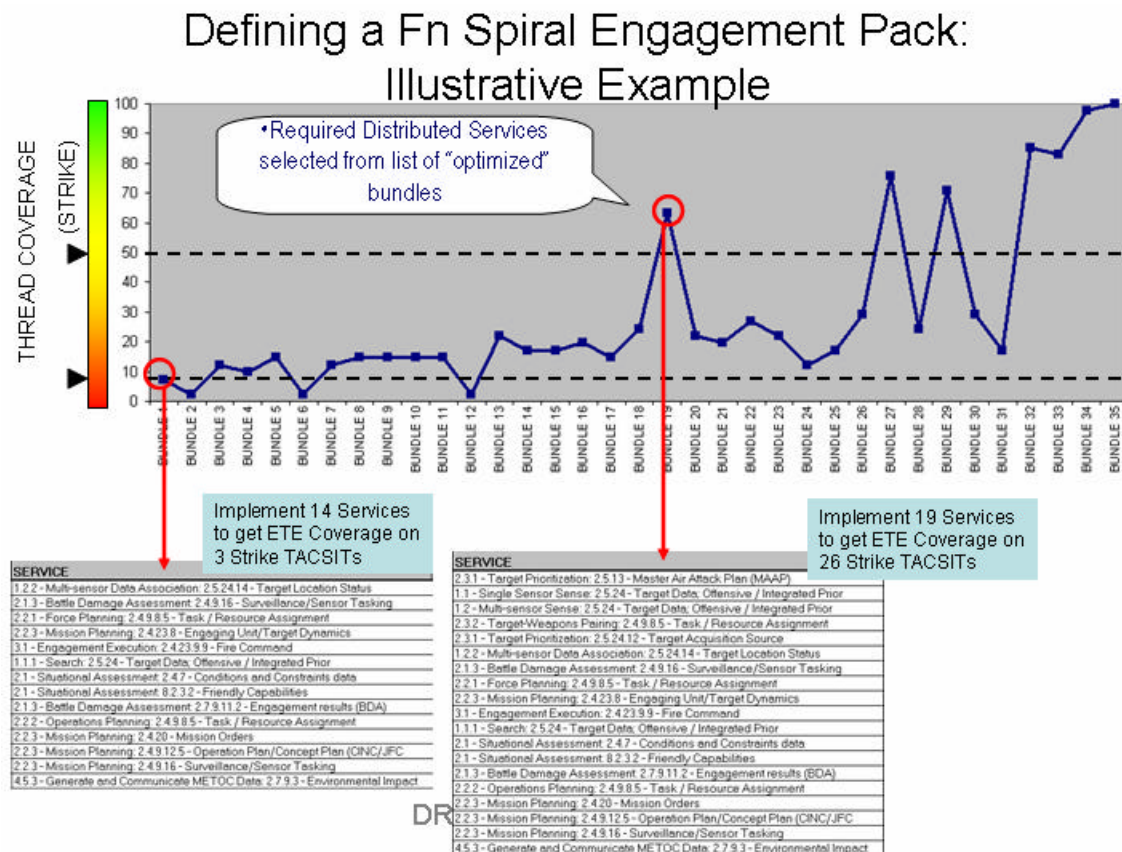 Defining a Fn Spiral Engagement Pack:
Illustrative Example
THREAD COVERAGE
(STRIKE)
100
90
80
70
60
50
40
30
20
10
0
•Required Distributed Services
selected from list of "optimized"
bundles
BUNDLE 1
BUNDLE 2
BUNDLE 3
BUNDLE 4
BUNDLE 5
BUNDLE 6
BUNDLE 7
BUNDLE 8
BUNDLE 9
BUNDLE 10
BUNDLE 11
BUNDLE 12
BUNDLE 13
BUNDLE 14
BUNDLE 15
BUNDLE 16
BUNDLE 17
BUNDLE 18
BUNDLE 19
BUNDLE 20
BUNDLE 21
BUNDLE 22
BUNDLE 23
BUNDLE 24
BUNDLE 25
BUNDLE 26
BUNDLE 27
BUNDLE 28
BUNDLE 29
BUNDLE 30
BUNDLE 31
BUNDLE 32
BUNDLE 33
BUNDLE 34
BUNDLE 35
Implement 14 Services
to get ETE Coverage on
3 Strike TACSITs
SERVICE
1.2.2 - Multi-sensor Data Association: 2.5.24.14 - Target Location Status
2.1.3 - Battle Damage Assessment: 2.4.9.16 - Surveillance/Sensor Tasking
2.2.1 - Force Planning: 2.4.9.8.5 - Task / Resource Assignment
2.2.3 - Mission Planning: 2.4.23.8 - Engaging Unit/Target Dynamics
3.1 - Engagement Execution: 2.4.23.9.9 - Fire Command
1.1.1 - Search: 2.5.24 - Target Data; Offensive / Integrated Prior
2.1 - Situational Assessment: 2.4.7 - Conditions and Constraints data
2.1 - Situational Assessment: 8.2.3.2 - Friendly Capabilities
2.1.3 - Battle Damage Assessment: 2.7.9.11.2 - Engagement results (BDA)
2.2.2 - Operations Planning: 2.4.9.8.5 - Task / Resource Assignment
2.2.3 - Mission Planning: 2.4.20 - Mission Orders
2.2.3 - Mission Planning: 2.4.9.12.5 - Operation Plan/Concept Plan (CINC/JFC
2.2.3 - Mission Planning: 2.4.9.16 - Surveillance/Sensor Tasking
4.5.3 - Generate and Communicate METOC Data: 2.7.9.3 - Environmental Impact
Implement 19 Services
to get ETE Coverage on
26 Strike TACSITs
SERVICE
2.3.1 - Target Prioritization: 2.5.13 - Master Air Attack Plan (MAAP)
1.1 - Single Sensor Sense: 2.5.24 - Target Data; Offensive / Integrated Prior
1.2 - Multi-sensor Sense: 2.5.24 - Target Data; Offensive / Integrated Prior
2.3.2 - Target-Weapons Pairing: 2.4.9.8.5 - Task / Resource Assignment
2.3.1 - Target Prioritization: 2.5.24.12 - Target Acquisition Source
1.2.2 - Multi-sensor Data Association: 2.5.24.14 - Target Location Status
2.1.3 - Battle Damage Assessment: 2.4.9.16 - Surveillance/Sensor Tasking
2.2.1 - Force Planning: 2.4.9.8.5 - Task / Resource Assignment
2.2.3 - Mission Planning: 2.4.23.8 - Engaging Unit/Target Dynamics
3.1 - Engagement Execution: 2.4.23.9.9 - Fire Command
1.1.1 - Search: 2.5.24 - Target Data; Offensive / Integrated Prior
2.1 - Situational Assessment: 2.4.7 - Conditions and Constraints data
2.1 - Situational Assessment: 8.2.3.2 - Friendly Capabilities
2.1.3 - Battle Damage Assessment: 2.7.9.11.2 - Engagement results (BDA)
2.2.2 - Operations Planning: 2.4.9.8.5 - Task / Resource Assignment
2.2.3 - Mission Planning: 2.4.20 - Mission Orders
2.2.3 - Mission Planning: 2.4.9.12.5 - Operation Plan/Concept Plan (CINC/JFC
2.2.3 - Mission Planning: 2.4.9.16 - Surveillance/Sensor Tasking
4.5.3 - Generate and Communicate METOC Data: 2.7.9.3 - Environmental Impact
DR